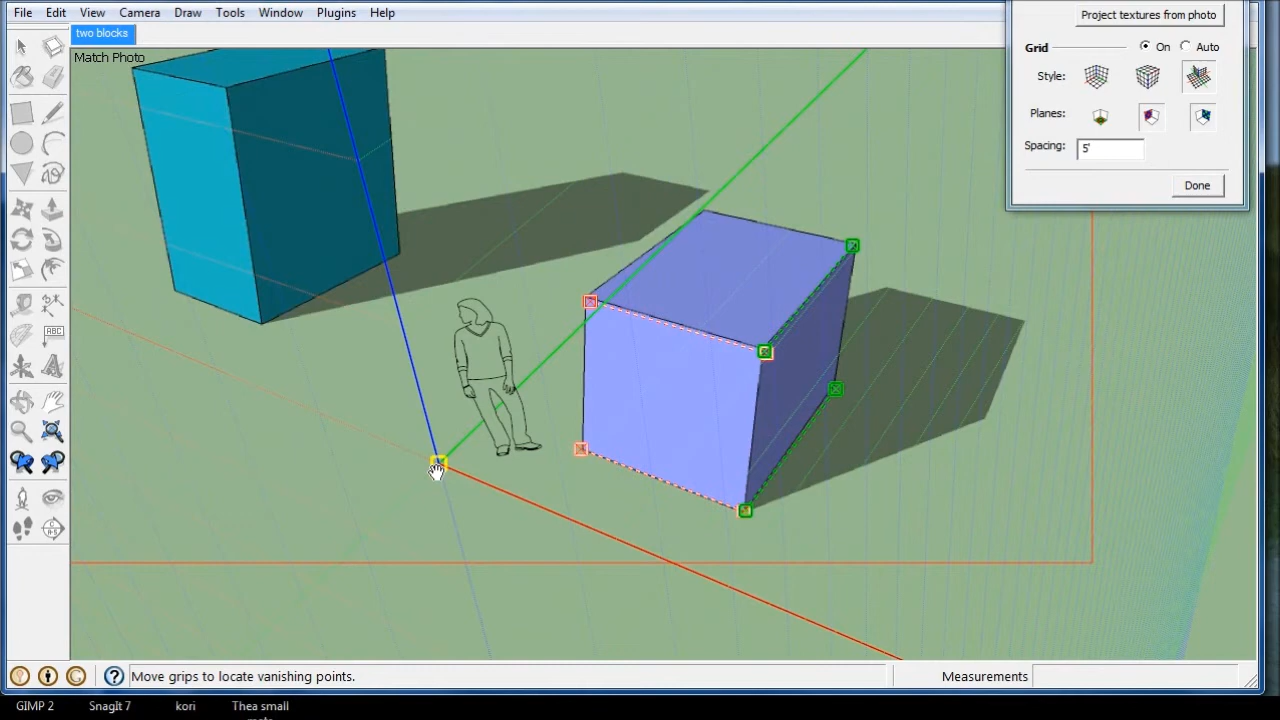 File Edit View Camera Draw Tools Window Plugins Help
Project textures from photo
two blocks
Match Photo
Grid On Auto
Style:
Planes:
Spacing: 5'
Done
ABC
Move grips to locate vanishing points.
Measurements
GIMP 2 SnagIt 7 kori Thea small